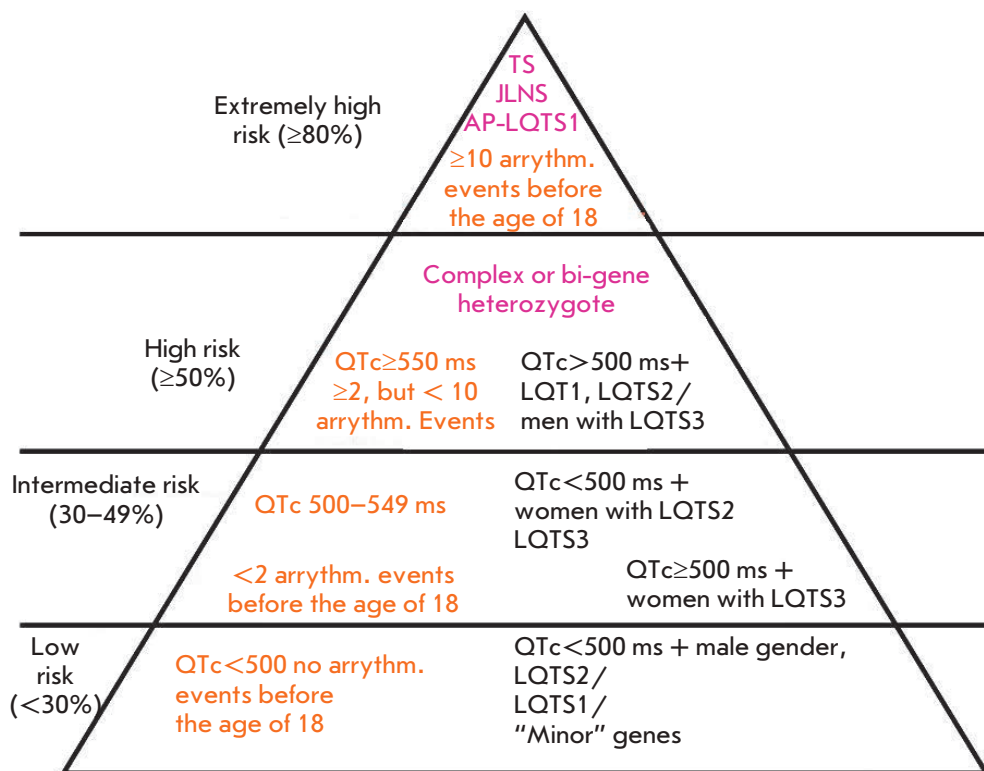 Extremely high
risk (≥80%)
TS
JLNS
AP-LQTS1
≥10 arrythm.
events before
the age of 18
High risk
(≥50%)
Complex or bi-gene
heterozygote
QTc≥550 ms
≥2, but < 10
arrythm. Events
QTc>500 ms+
LQT1, LQTS2/
men with LQTS3
Intermediate risk
(30–49%)
QTc 500–549 ms
<2 arrythm. events
before the age of 18
QTc<500 ms +
women with LQTS2
LQTS3
QTc≥500 ms +
women with LQTS3
Low
risk
(<30%)
QTc<500 no arrythm.
events before
the age of 18
QTc<500 ms + male gender,
LQTS2/
LQTS1/
“Minor” genes